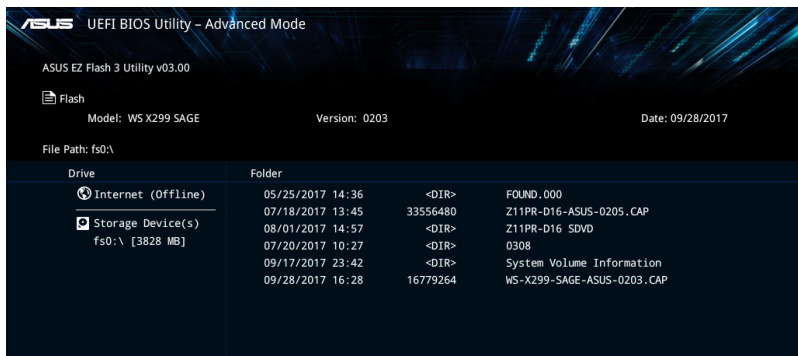 ASUS UEFI BIOS Utility – Advanced Mode
ASUS EZ Flash 3 Utility v03.00
Flash
Model: WS X299 SAGE Version: 0203 Date: 09/28/2017
File Path: fs0:\
Drive Folder
Internet (Offline) 05/25/2017 14:36 <DIR> FOUND.000
07/18/2017 13:45 33556480 Z11PR-D16-ASUS-0205.CAP
Storage Device(s) 08/01/2017 14:57 <DIR> Z11PR-D16 SDVD
fs0:\ [3828 MB] 07/20/2017 10:27 <DIR> 0308
09/17/2017 23:42 <DIR> System Volume Information
09/28/2017 16:28 16779264 WS-X299-SAGE-ASUS-0203.CAP